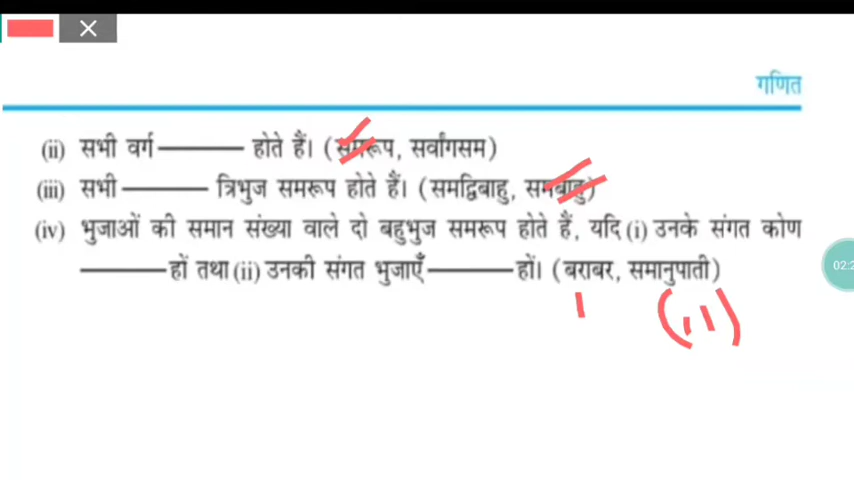 गणित
(ii) सभी वर्ग ——— होते हैं। (समरूप, सर्वांगसम)
(iii) सभी ——— त्रिभुज समरूप होते हैं। (समद्विबाहु, समबाहु)
(iv) भुजाओं की समान संख्या वाले दो बहुभुज समरूप होते हैं, यदि (i) उनके संगत कोण
——— हों तथा (ii) उनकी संगत भुजाएँ ——— हों। (बराबर, समानुपाती)
I (ii)